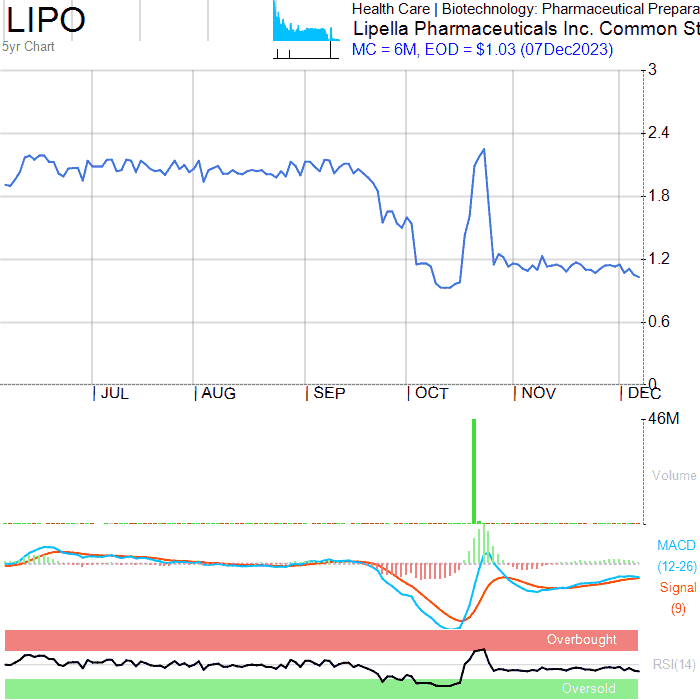 LIPO
5yr Chart
Health Care | Biotechnology: Pharmaceutical Prepara
Lipella Pharmaceuticals Inc. Common St
MC = 6M, EOD = $1.03 (07Dec2023)
3
2.4
1.8
1.2
0.6
0
JUL
AUG
SEP
OCT
NOV
DEC
46M
Volume
MACD
(12-26)
Signal
(9)
Overbought
RSI(14)
Oversold